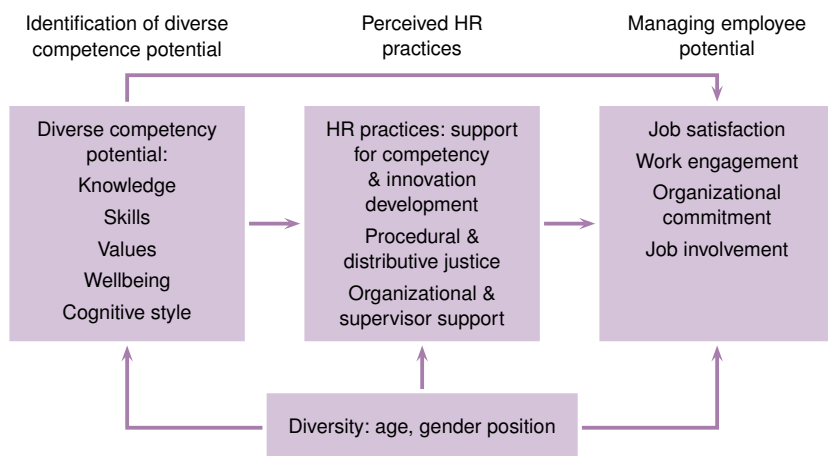 Identification of diverse
competence potential
Perceived HR
practices
Managing employee
potential
Diverse competency
potential:
Knowledge
Skills
Values
Wellbeing
Cognitive style
HR practices: support
for competency
& innovation
development
Procedural &
distributive justice
Organizational &
supervisor support
Job satisfaction
Work engagement
Organizational
commitment
Job involvement
Diversity: age, gender position